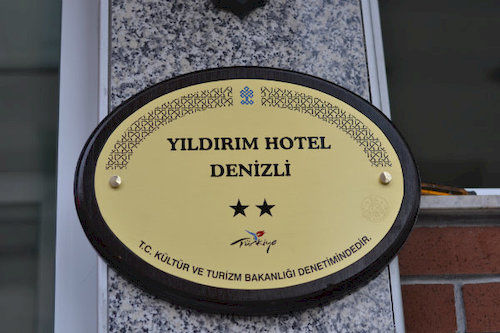 YILDIRIM HOTEL
DENİZLİ
★★
Türkiye
T.C. KÜLTÜR VE TURİZM BAKANLIĞI DENETİMİNDEDİR.